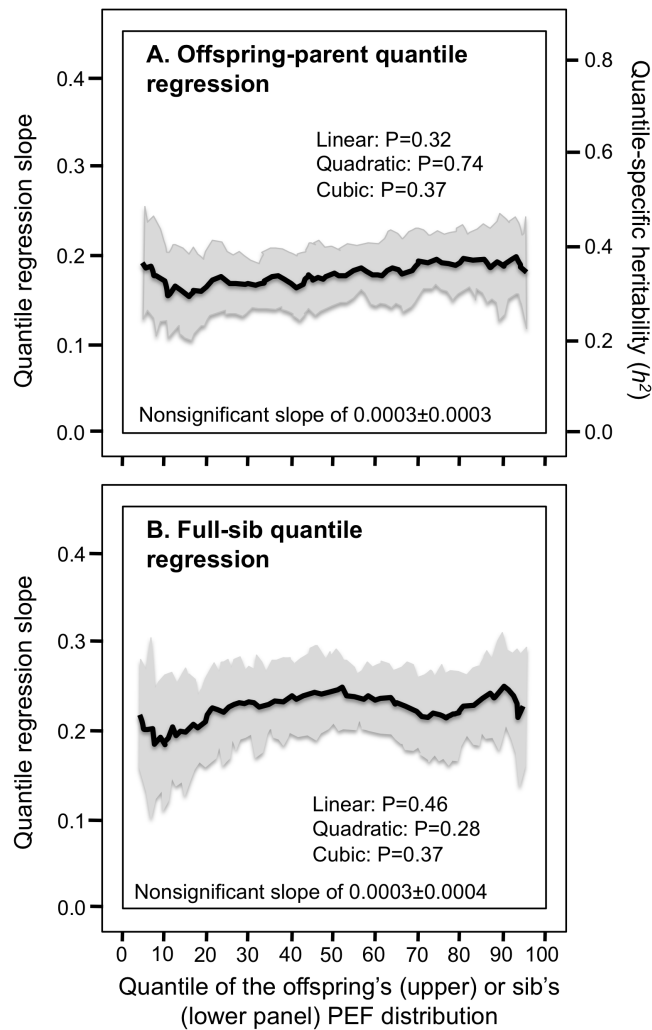 A. Offspring-parent quantile
regression
Linear: P=0.32
Quadratic: P=0.74
Cubic: P=0.37
Nonsignificant slope of 0.0003±0.0003
Quantile regression slope
0.4
0.3
0.2
0.1
0.0
0.8
0.6
0.4
0.2
0.0
Quantile-specific heritability (h²)
B. Full-sib quantile
regression
Linear: P=0.46
Quadratic: P=0.28
Cubic: P=0.37
Nonsignificant slope of 0.0003±0.0004
Quantile regression slope
0.4
0.3
0.2
0.1
0.0
0 10 20 30 40 50 60 70 80 90 100
Quantile of the offspring's (upper) or sib's
(lower panel) PEF distribution